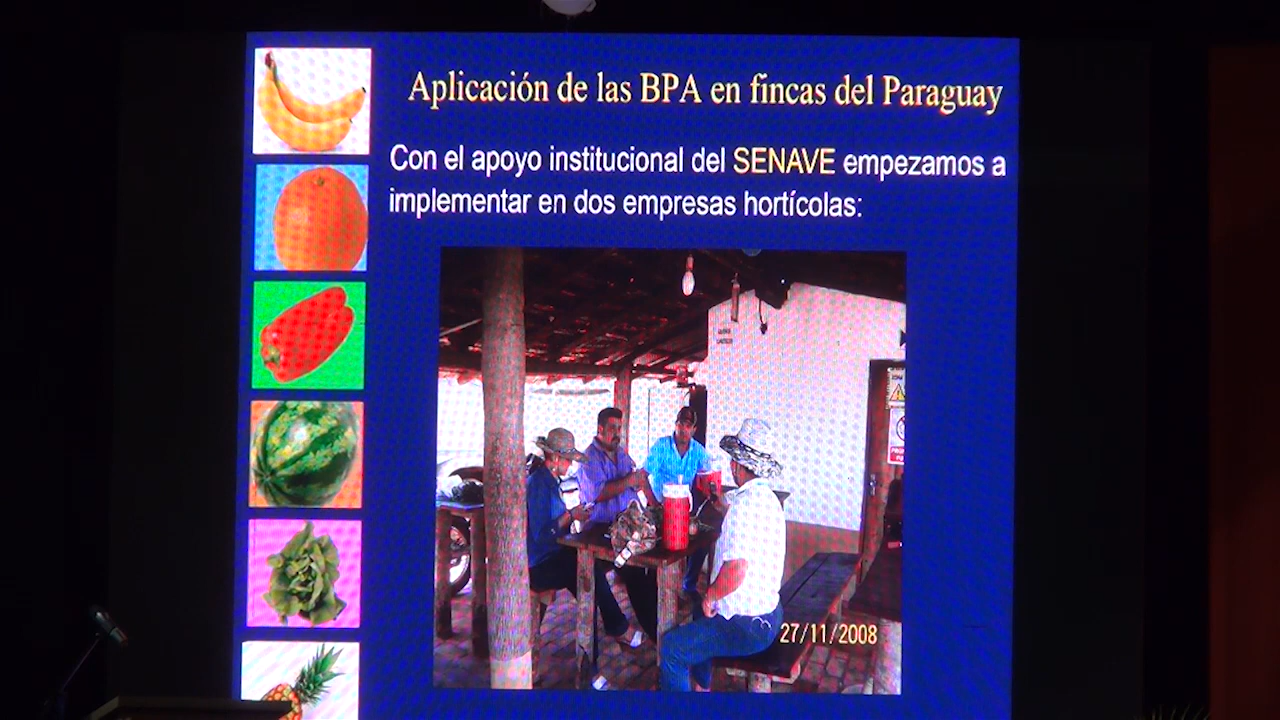 Aplicación de las BPA en fincas del Paraguay
Con el apoyo institucional del SENAVE empezamos a
implementar en dos empresas hortícolas:
27/11/2008